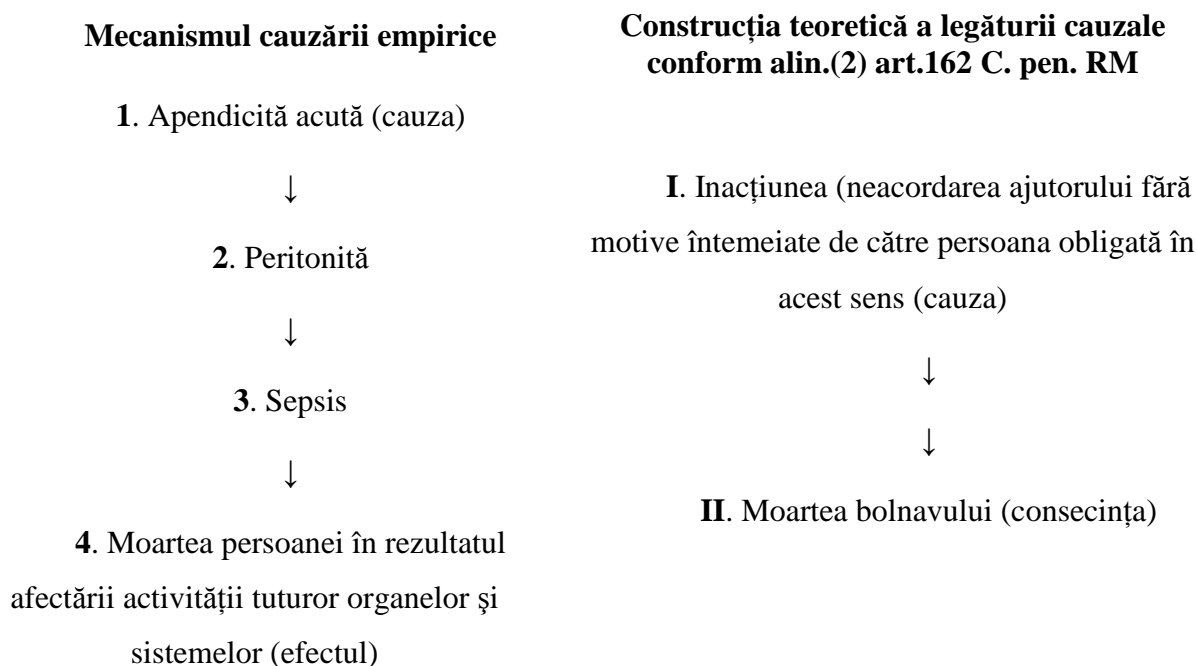 Mecanismul cauzării empirice
1. Apendicită acută (cauza)
↓
2. Peritonită
↓
3. Sepsis
↓
4. Moartea persoanei în rezultatul
afectării activității tuturor organelor şi
sistemelor (efectul)
Construcția teoretică a legăturii cauzale
conform alin.(2) art.162 C. pen. RM
I. Inacțiunea (neacordarea ajutorului fără
motive întemeiate de către persoana obligată în
acest sens (cauza)
↓
↓
II. Moartea bolnavului (consecința)